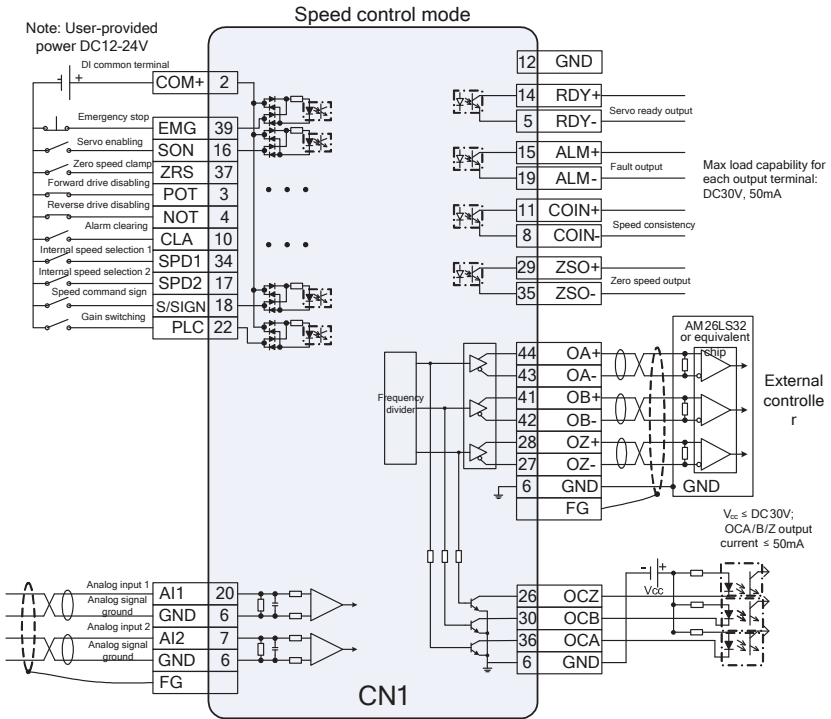 Speed control mode
Note: User-provided
power DC12-24V
DI common terminal
- +
COM+ 2
Emergency stop
EMG 39
Servo enabling
SON 16
Zero speed clamp
ZRS 37
Forward drive disabling
POT 3
Reverse drive disabling
NOT 4
Alarm clearing
CLA 10
Internal speed selection 1
SPD1 34
Internal speed selection 2
SPD2 17
Speed command sign
S/SIGN 18
Gain switching
PLC 22
12 GND
14 RDY+
Servo ready output
5 RDY-
15 ALM+
Fault output
19 ALM-
11 COIN+
Speed consistency
8 COIN-
29 ZSO+
Zero speed output
35 ZSO-
Max load capability for
each output terminal:
DC30V, 50mA
AM26LS32
or equivalent
chip
Frequency
divider
44 OA+
43 OA-
41 OB+
42 OB-
28 OZ+
27 OZ-
6 GND
FG
GND
External
controlle
r
Vcc ≤ DC30V;
OCA/B/Z output
current ≤ 50mA
- +
Vcc
26 OCZ
30 OCB
36 OCA
6 GND
Analog input 1
AI1 20
Analog signal
ground
GND 6
Analog input 2
AI2 7
Analog signal
ground
GND 6
FG
CN1